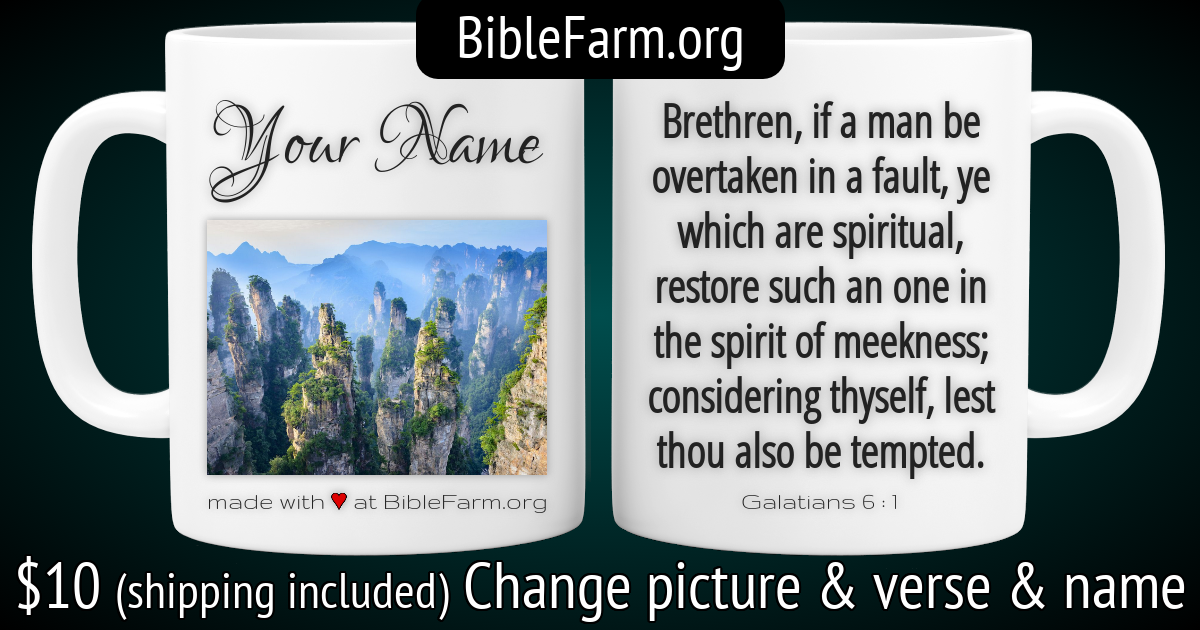 BibleFarm.org
Your Name
made with ♥ at BibleFarm.org
Brethren, if a man be
overtaken in a fault, ye
which are spiritual,
restore such an one in
the spirit of meekness;
considering thyself, lest
thou also be tempted.
Galatians 6:1
$10 (shipping included) Change picture & verse & name